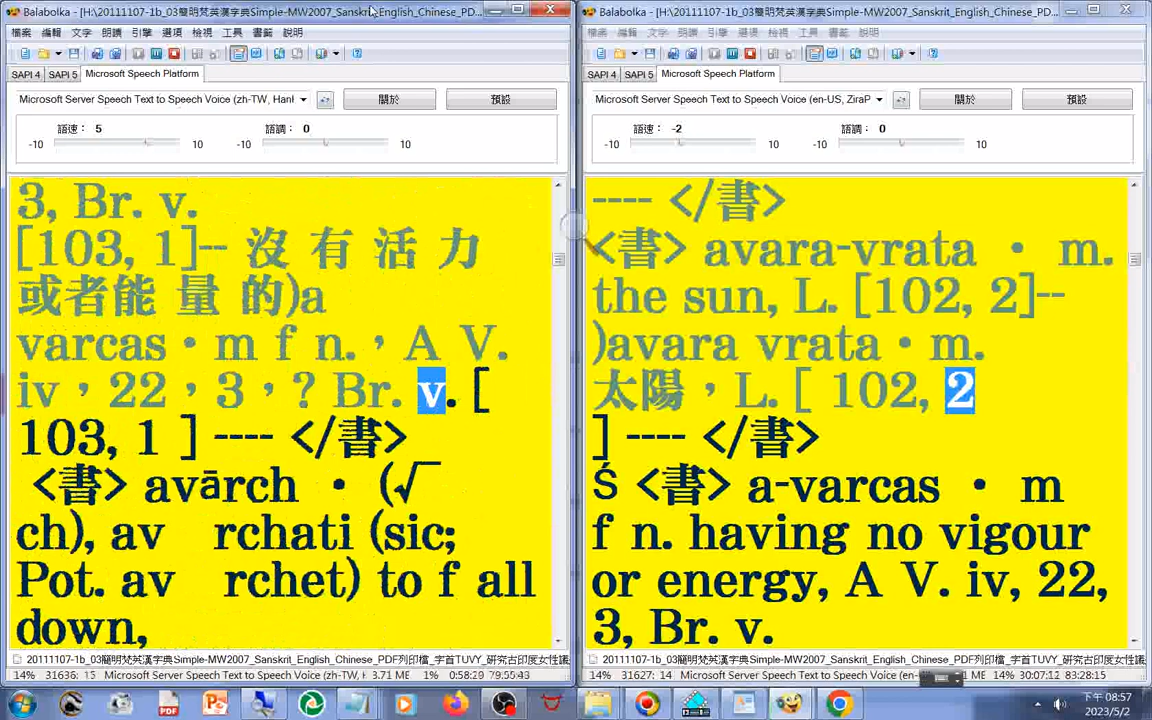 Balabolka - [H:\20111107-1b_03簡明梵英漢字典Simple-MW2007_Sanskrit_English_Chinese_PD...
檔案 編輯 文字 朗讀 引擎 選項 檢視 工具 書籤 說明
SAPI 4 SAPI 5 Microsoft Speech Platform
Microsoft Server Speech Text to Speech Voice (zh-TW, HanH 關於 預設
語速： 5 語調： 0
-10 10 -10 10
3, Br. v.
[103, 1]-- 沒 有 活 力
或者能 量 的)a
varcas • m f n.，A V.
iv，22，3，? Br. v. [
103, 1 ] ---- </書>
<書> avārch • (√
ch), av rchati (sic;
Pot. av rchet) to f all
down,
20111107-1b_03簡明梵英漢字典Simple-MW2007_Sanskrit_English_Chinese_PDF列印檔_字首TUVY_研究古印度女性議
14% 31636: 15 Microsoft Server Speech Text to Speech Voice (zh-TW, H 3.71 ME 1% 0:58:29 79:55:43
Balabolka - [H:\20111107-1b_03簡明梵英漢字典Simple-MW2007_Sanskrit_English_Chinese_PD...
檔案 編輯 文字 朗讀 引擎 選項 檢視 工具 書籤 說明
SAPI 4 SAPI 5 Microsoft Speech Platform
Microsoft Server Speech Text to Speech Voice (en-US, ZiraP 關於 預設
語速： -2 語調： 0
-10 10 -10 10
---- </書>
<書> avara-vrata • m.
the sun, L. [102, 2]--
)avara vrata • m.
太陽，L. [ 102, 2
] ---- </書>
Ś <書> a-varcas • m
f n. having no vigour
or energy, A V. iv, 22,
3, Br. v.
20111107-1b_03簡明梵英漢字典Simple-MW2007_Sanskrit_English_Chinese_PDF列印檔_字首TUVY_研究古印度女性議
14% 31627: 14 Microsoft Server Speech Text to Speech Voice 14% 30:07:12 83:28:15
下午 08:57
2023/5/2